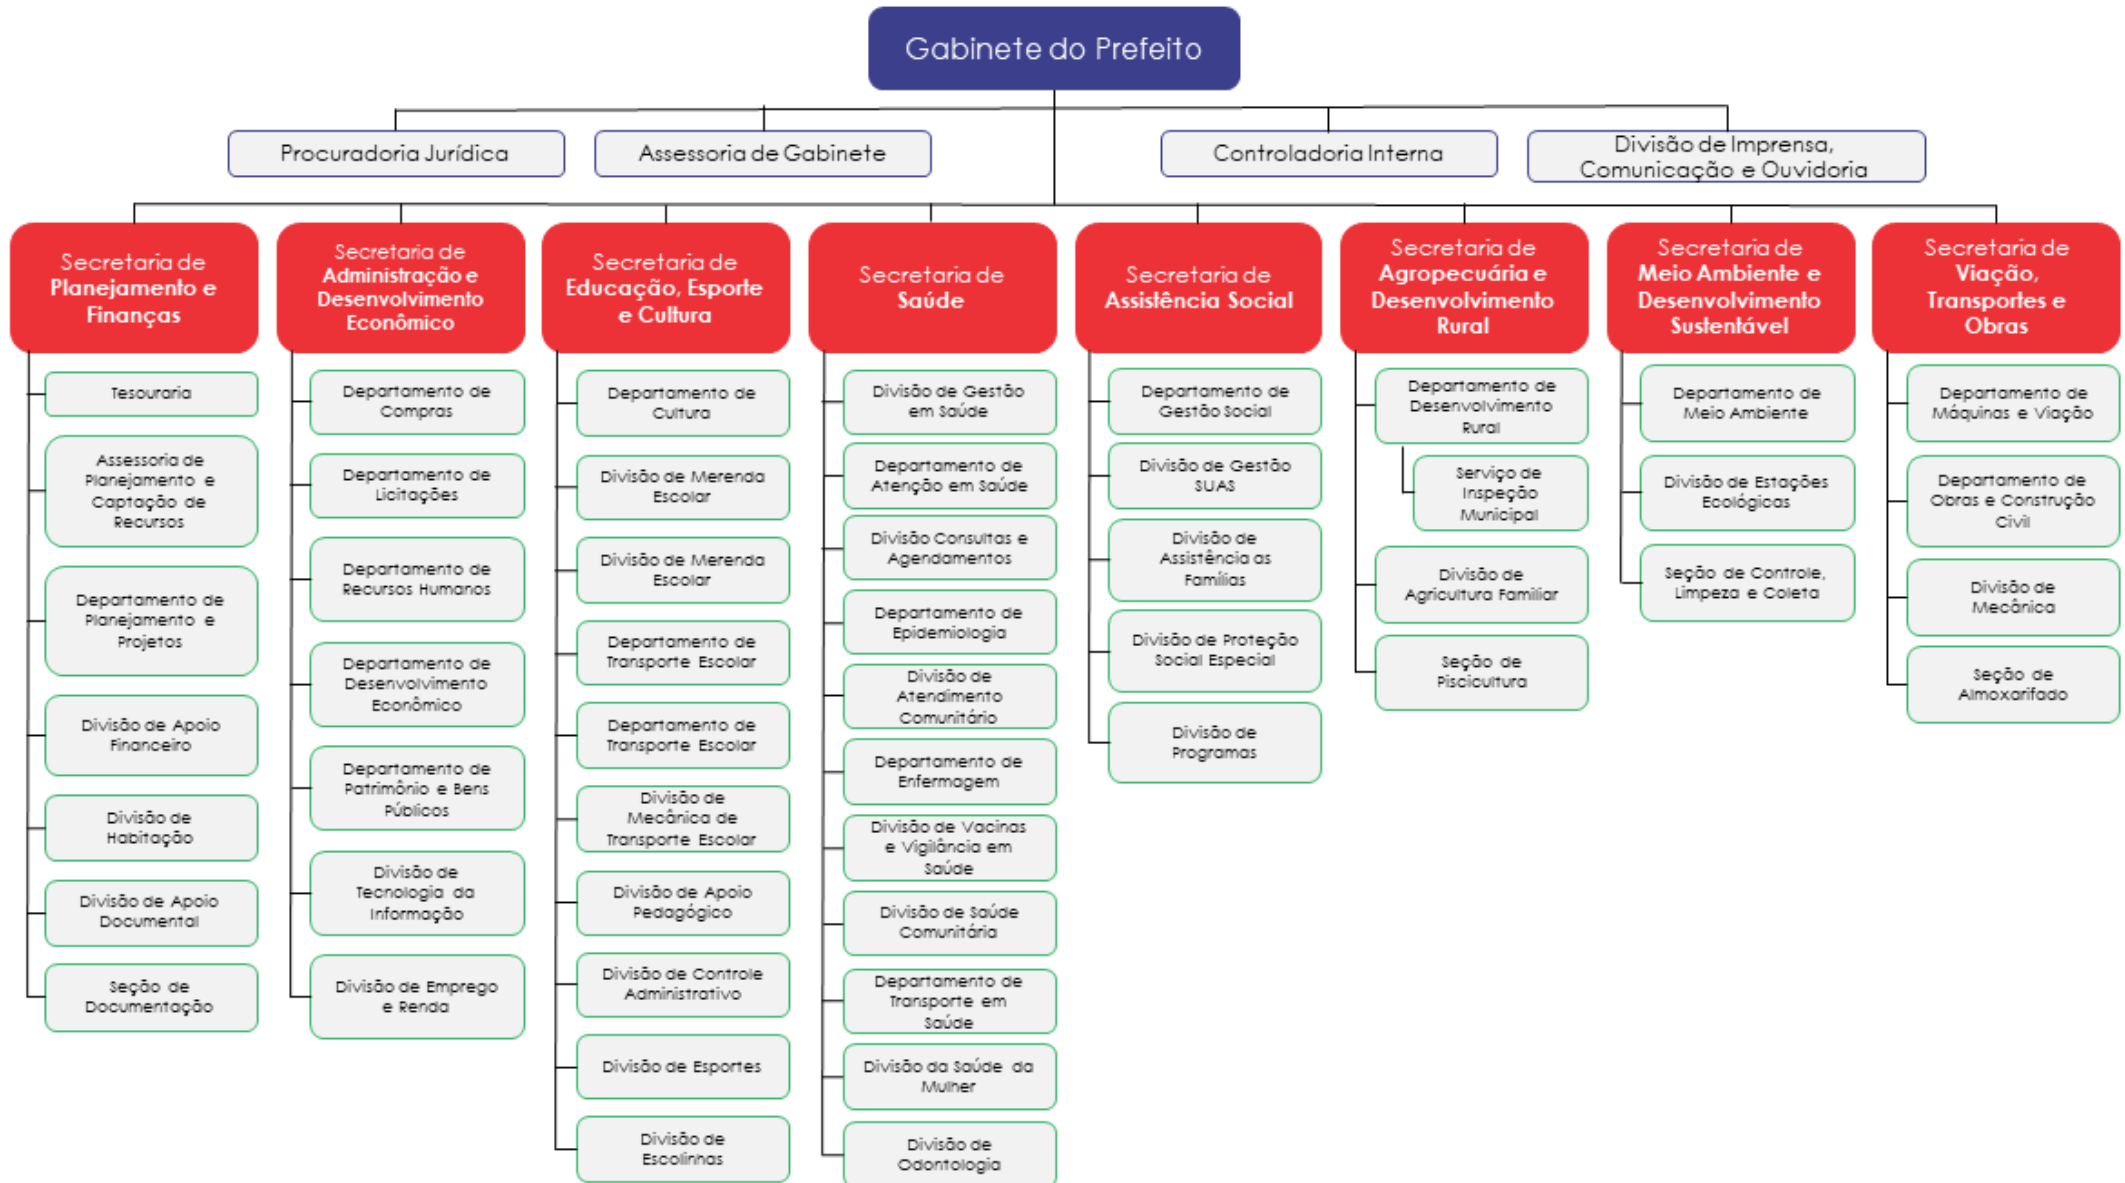 Gabinete do Prefeito
Procuradoria Jurídica
Assessoria de Gabinete
Controladoria Interna
Divisão de Imprensa,
Comunicação e Ouvidoria
Secretaria de
Planejamento e
Finanças
Tesouraria
Assessoria de
Planejamento e
Captação de
Recursos
Departamento de
Planejamento e
Projetos
Divisão de Apoio
Financeiro
Divisão de
Habitação
Divisão de Apoio
Documental
Seção de
Documentação
Secretaria de
Administração e
Desenvolvimento
Econômico
Departamento de
Compras
Departamento de
Licitações
Departamento de
Recursos Humanos
Departamento de
Desenvolvimento
Econômico
Departamento de
Patrimônio e Bens
Públicos
Divisão de
Tecnologia da
Informação
Divisão de Emprego
e Renda
Secretaria de
Educação, Esporte
e Cultura
Departamento de
Cultura
Divisão de Merenda
Escolar
Divisão de Merenda
Escolar
Departamento de
Transporte Escolar
Departamento de
Transporte Escolar
Divisão de
Mecânica de
Transporte Escolar
Divisão de Apoio
Pedagógico
Divisão de Controle
Administrativo
Divisão de Esportes
Divisão de
Escolinhas
Secretaria de
Saúde
Divisão de Gestão
em Saúde
Departamento de
Atenção em Saúde
Divisão Consultas e
Agendamentos
Departamento de
Epidemiologia
Divisão de
Atendimento
Comunitário
Departamento de
Enfermagem
Divisão de Vacinas
e Vigilância em
Saúde
Divisão de Saúde
Comunitária
Departamento de
Transporte em
Saúde
Divisão da Saúde da
Mulher
Divisão de
Odontologia
Secretaria de
Assistência Social
Departamento de
Gestão Social
Divisão de Gestão
SUAS
Divisão de
Assistência as
Famílias
Divisão de Proteção
Social Especial
Divisão de
Programas
Secretaria de
Agropecuária e
Desenvolvimento
Rural
Departamento de
Desenvolvimento
Rural
Serviço de
Inspeção
Municipal
Divisão de
Agricultura Familiar
Seção de
Piscicultura
Secretaria de
Meio Ambiente e
Desenvolvimento
Sustentável
Departamento de
Meio Ambiente
Divisão de Estações
Ecológicas
Seção de Controle,
Limpeza e Coleta
Secretaria de
Viação,
Transportes e
Obras
Departamento de
Máquinas e Viação
Departamento de
Obras e Construção
Civil
Divisão de
Mecânica
Seção de
Almoxarifado